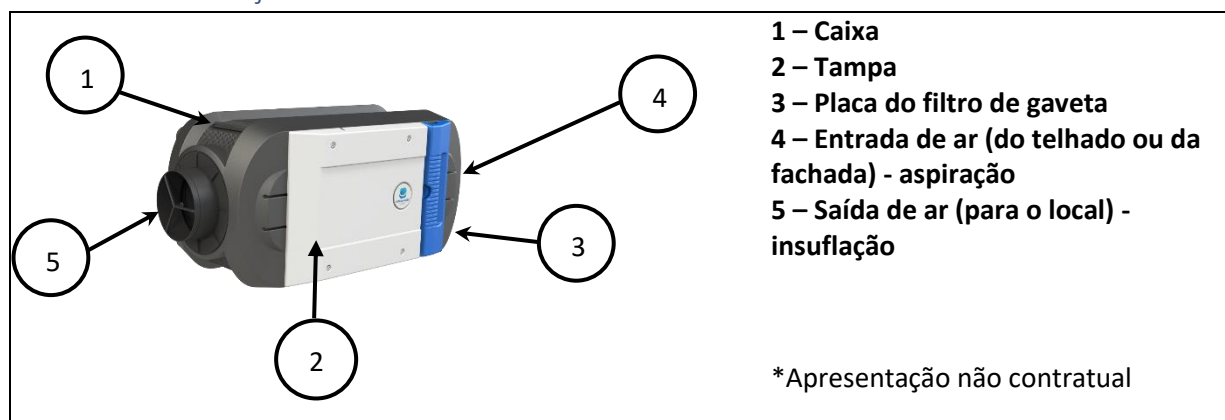 1 – Caixa
2 – Tampa
3 – Placa do filtro de gaveta
4 – Entrada de ar (do telhado ou da
fachada) - aspiração
5 – Saída de ar (para o local) -
insuflação
*Apresentação não contratual
1
4
5
3
2